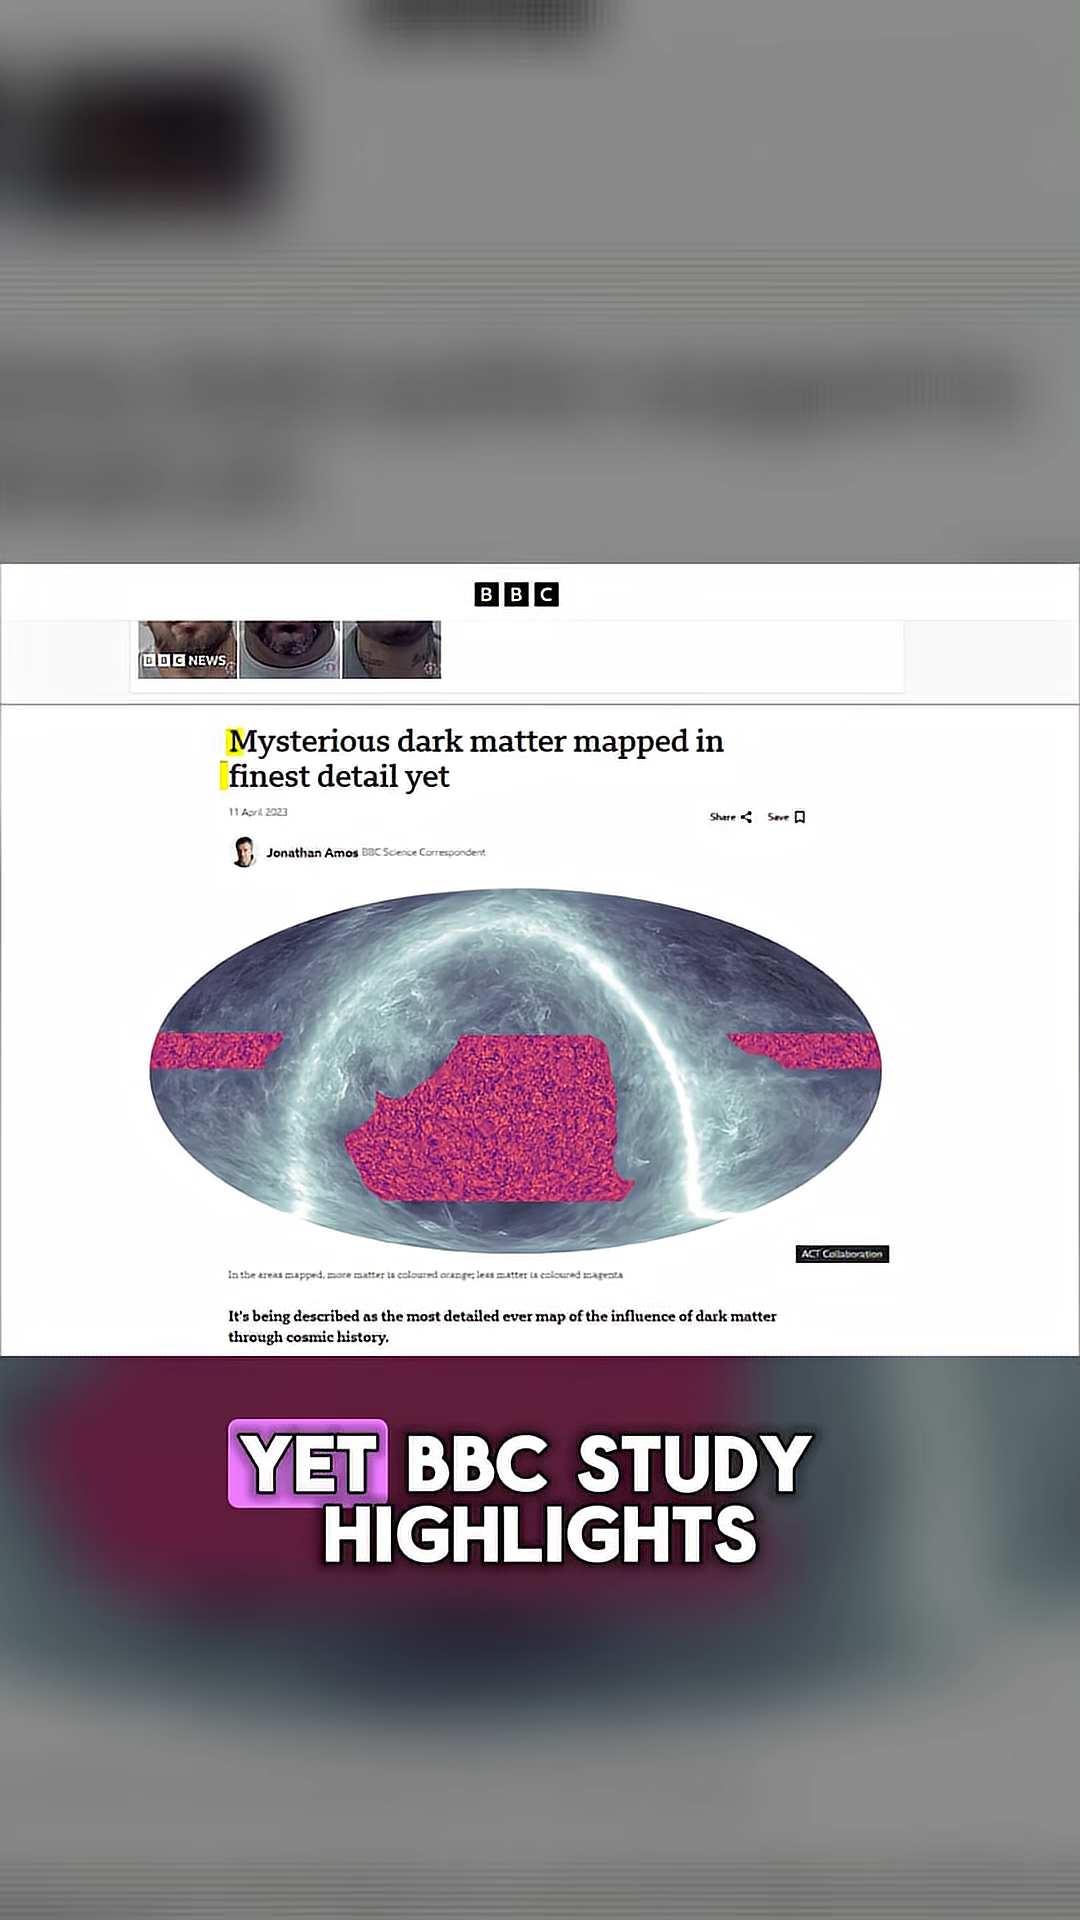 BBC
BBC NEWS
Mysterious dark matter mapped in
finest detail yet
11 April 2023
Share
Save
Jonathan Amos BBC Science Correspondent
ACT Collaboration
In the areas mapped, more matter is coloured orange; less matter is coloured magenta
It's being described as the most detailed ever map of the influence of dark matter
through cosmic history.
YET BBC STUDY
HIGHLIGHTS